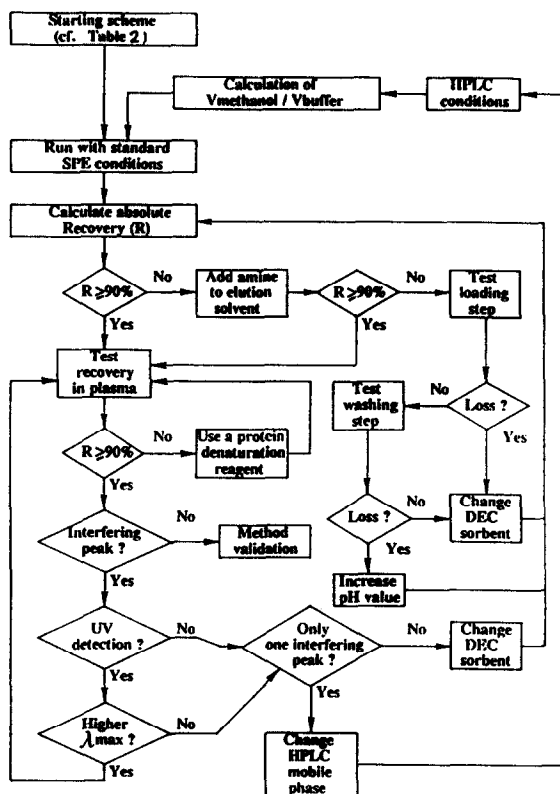 Starting scheme
(cf. Table 2)
Calculation of
Vmethanol / Vbuffer
HPLC
conditions
Run with standard
SPE conditions
Calculate absolute
Recovery (R)
R ≧90%
No
Add amine
to elution
solvent
R ≧90%
No
Test
loading
step
Yes
Yes
Test
recovery
in plasma
Test
washing
step
No
Loss ?
Yes
R ≧90%
No
Use a protein
denaturation
reagent
Yes
Loss ?
No
Change
DEC
sorbent
Yes
Interfering
peak ?
No
Method
validation
Yes
Increase
pH value
UV
detection ?
No
Only
one interfering
peak ?
No
Change
DEC
sorbent
Yes
Yes
Higher
λ max ?
No
Yes
Change
HPLC
mobile
phase